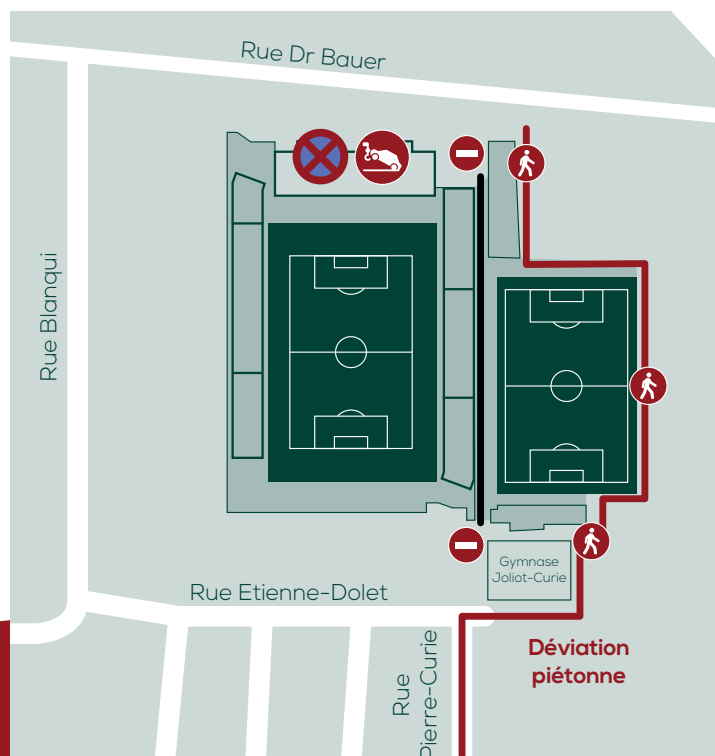 Rue Dr Bauer
Rue Blanqui
Gymnase
Joliot-Curie
Rue Etienne-Dolet
Rue
Pierre-Curie
Déviation
piétonne